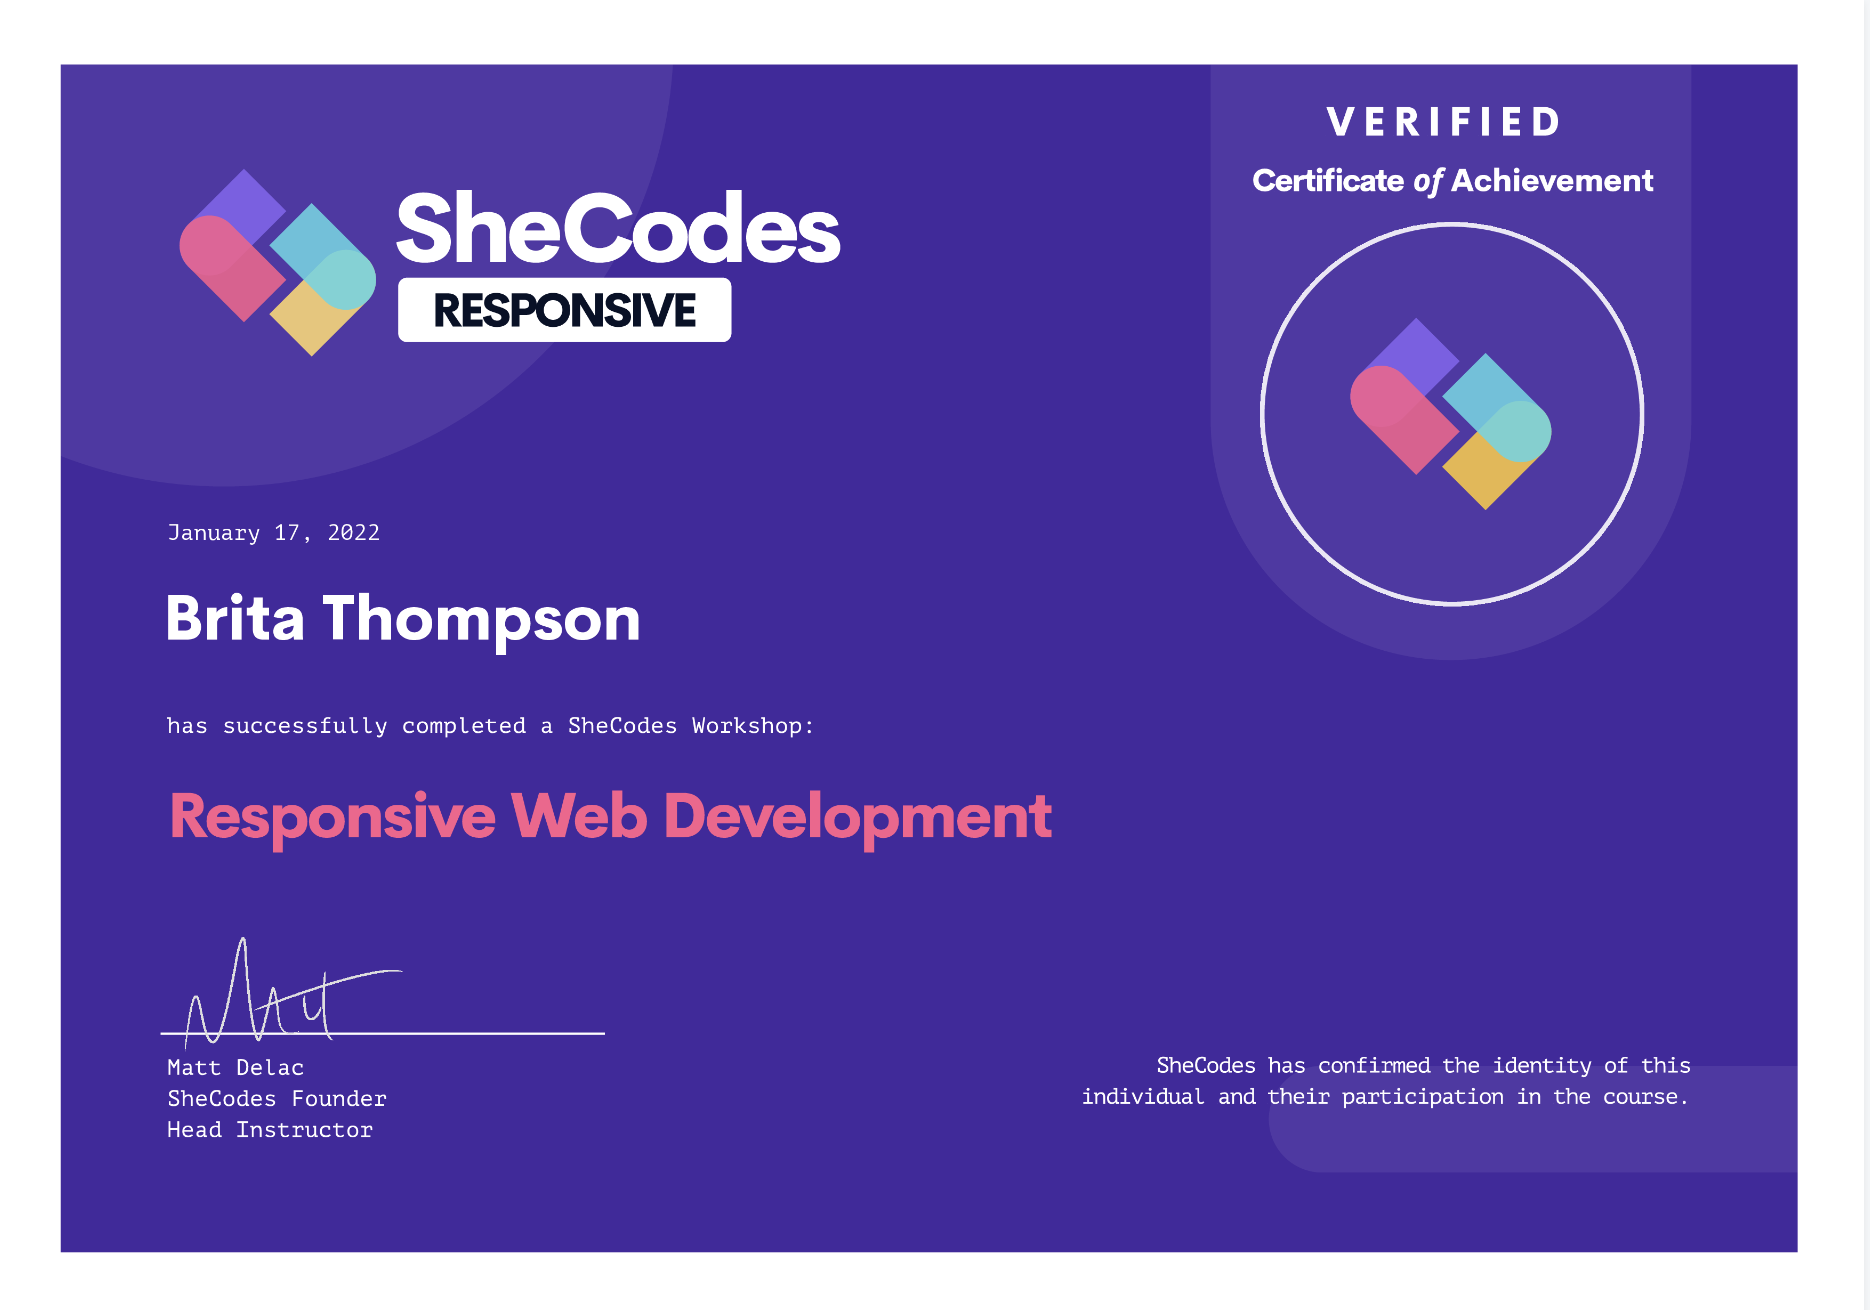 SheCodes
RESPONSIVE
VERIFIED
Certificate of Achievement
January 17, 2022
Brita Thompson
has successfully completed a SheCodes Workshop:
Responsive Web Development
Matt
Matt Delac
SheCodes Founder
Head Instructor
SheCodes has confirmed the identity of this
individual and their participation in the course.